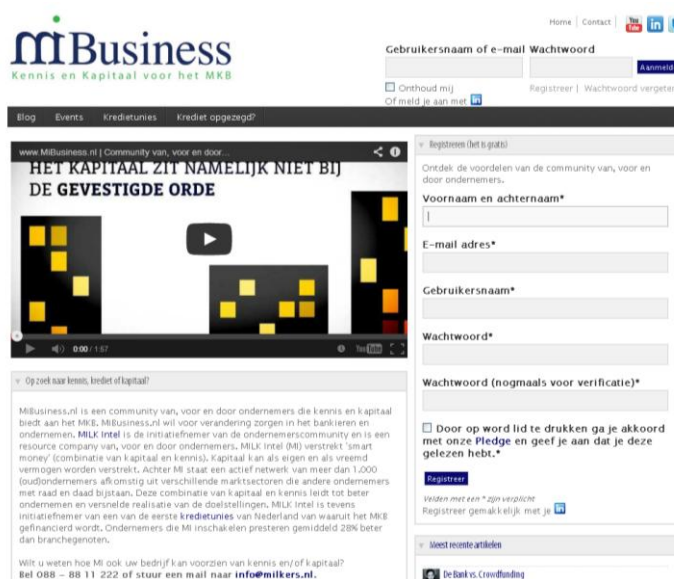 miBusiness
Kennis en Kapitaal voor het MKB
Home | Contact | You Tube in
Gebruikersnaam of e-mail Wachtwoord
Aanmeld
Onthoud mij
Registreer | Wachtwoord vergeten
Of meld je aan met in
Blog Events Kredietunies Krediet opgezegd?
www.MiBusiness.nl | Community van, voor en door...
HET KAPITAAL ZIT NAMELIJK NIET BIJ
DE GEVESTIGDE ORDE
0:00 / 1:57 YouTube
Op zoek naar kennis, krediet of kapitaal?
MiBusiness.nl is een community van, voor en door ondernemers die kennis en kapitaal
biedt aan het MKB. MiBusiness.nl wil voor verandering zorgen in het bankieren en
ondernemen. MILK Intel is de initiatiefnemer van de ondernemerscommunity en is een
resource company van, voor en door ondernemers. MILK Intel (MI) verstrekt 'smart
money' (combinatie van kapitaal en kennis). Kapitaal kan als eigen en als vreemd
vermogen worden verstrekt. Achter MI staat een actief netwerk van meer dan 1.000
(oud)ondernemers afkomstig uit verschillende marktsectoren die andere ondernemers
met raad en daad bijstaan. Deze combinatie van kapitaal en kennis leidt tot beter
ondernemen en versnelde realisatie van de doelstellingen. MILK Intel is tevens
initiatiefnemer van een van de eerste kredietunies van Nederland van waaruit het MKB
gefinancierd wordt. Ondernemers die MI inschakelen presteren gemiddeld 28% beter
dan branchegenoten.
Wilt u weten hoe MI ook uw bedrijf kan voorzien van kennis en/of kapitaal?
Bel 088 - 88 11 222 of stuur een mail naar info@milkers.nl.
Registreren (het is gratis)
Ontdek de voordelen van de community van, voor en
door ondernemers.
Voornaam en achternaam*
E-mail adres*
Gebruikersnaam*
Wachtwoord*
Wachtwoord (nogmaals voor verificatie)*
Door op word lid te drukken ga je akkoord
met onze Pledge en geef je aan dat je deze
gelezen hebt.*
Registreer
Velden met een * zijn verplicht
Registreer gemakkelijk met je in
Meest recente artikelen
De Bank vs. Crowdfunding